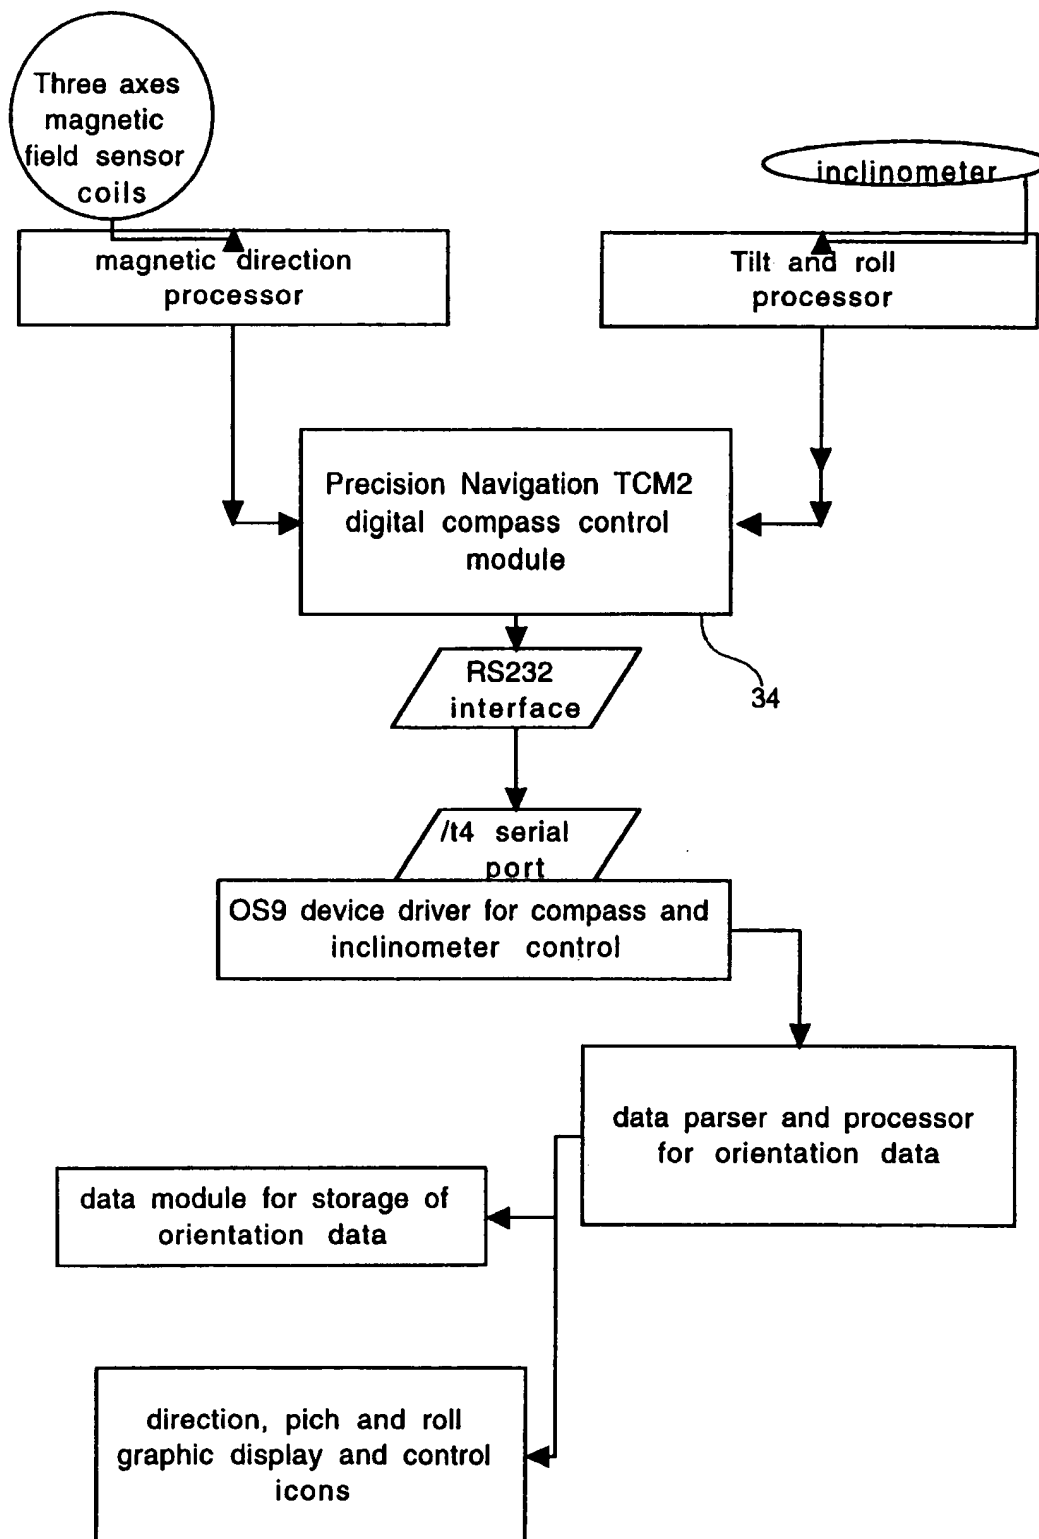 Three axes
magnetic
field sensor
coils
inclinometer
magnetic direction
processor
Tilt and roll
processor
Precision Navigation TCM2
digital compass control
module
34
RS232
interface
/t4 serial
port
OS9 device driver for compass and
inclinometer control
data parser and processor
for orientation data
data module for storage of
orientation data
direction, pich and roll
graphic display and control
icons